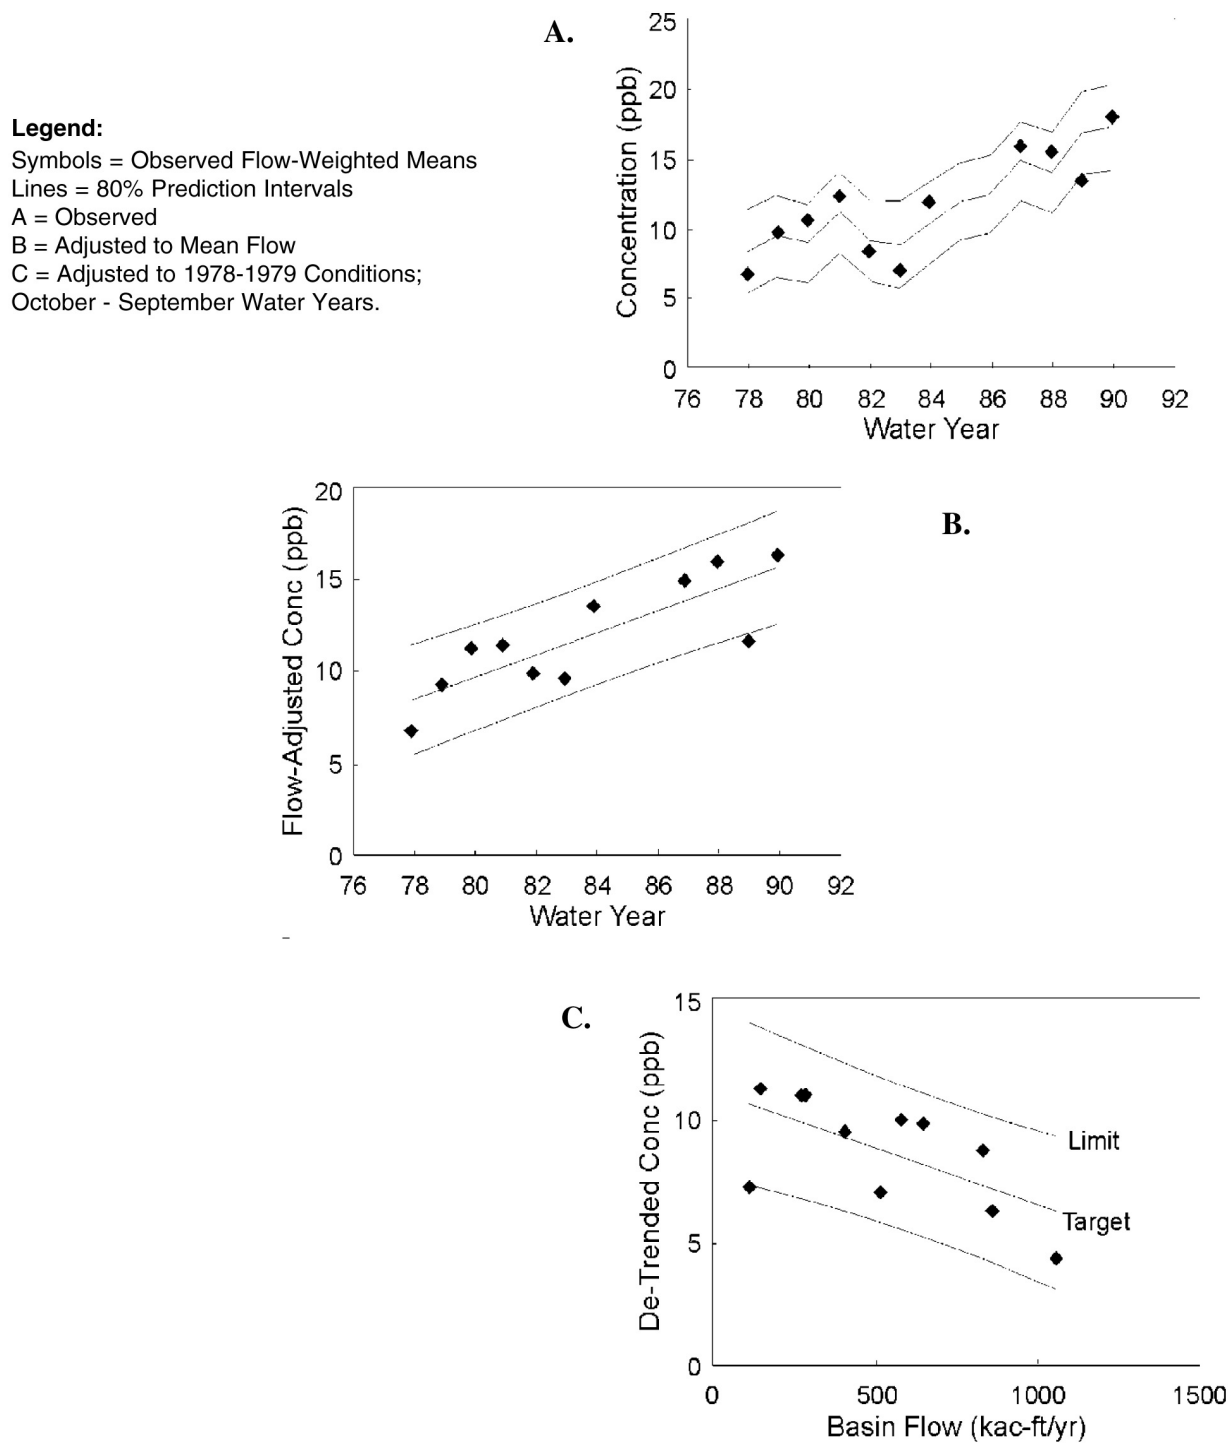 A.
Legend:
Symbols = Observed Flow-Weighted Means
Lines = 80% Prediction Intervals
A = Observed
B = Adjusted to Mean Flow
C = Adjusted to 1978-1979 Conditions;
October - September Water Years.
Concentration (ppb)
25
20
15
10
5
0
76 78 80 82 84 86 88 90 92
Water Year
B.
Flow-Adjusted Conc (ppb)
20
15
10
5
0
76 78 80 82 84 86 88 90 92
Water Year
C.
De-Trended Conc (ppb)
15
10
5
0
Limit
Target
0 500 1000 1500
Basin Flow (kac-ft/yr)